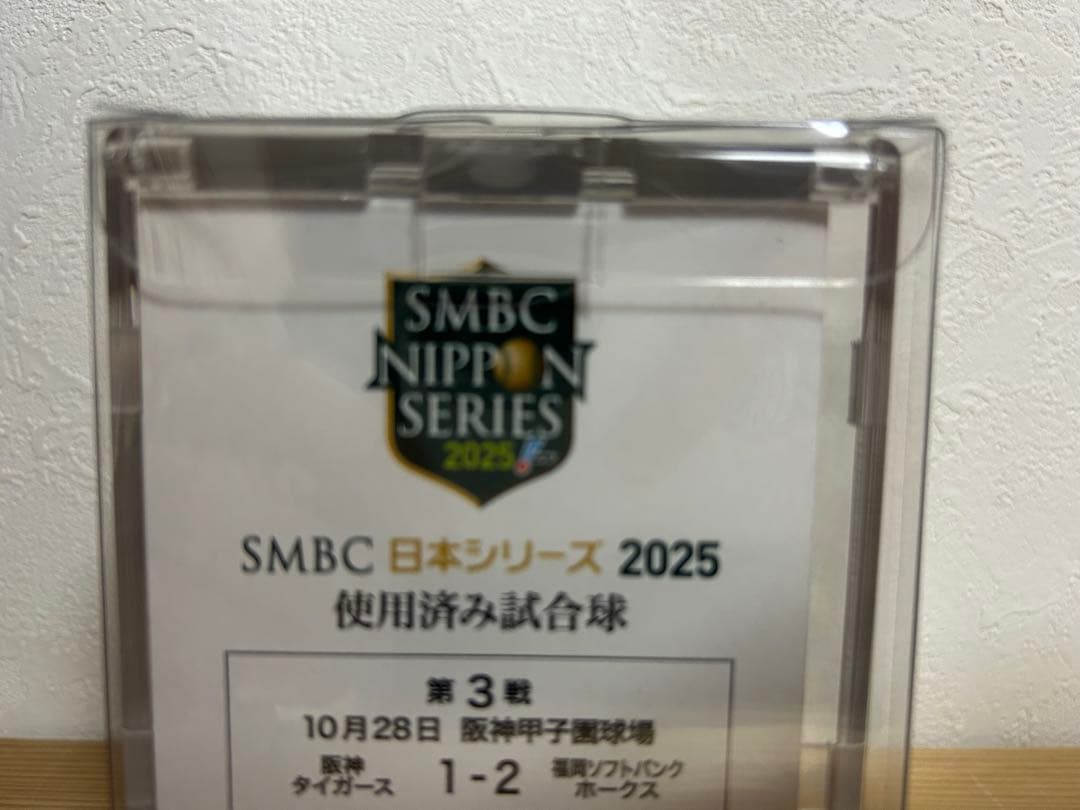 SMBC
NIPPON
SERIES
2025
SMBC 日本シリーズ 2025
使用済み試合球
第3戦
10月28日 阪神甲子園球場
阪神
タイガース
1-2
福岡ソフトバンク
ホークス